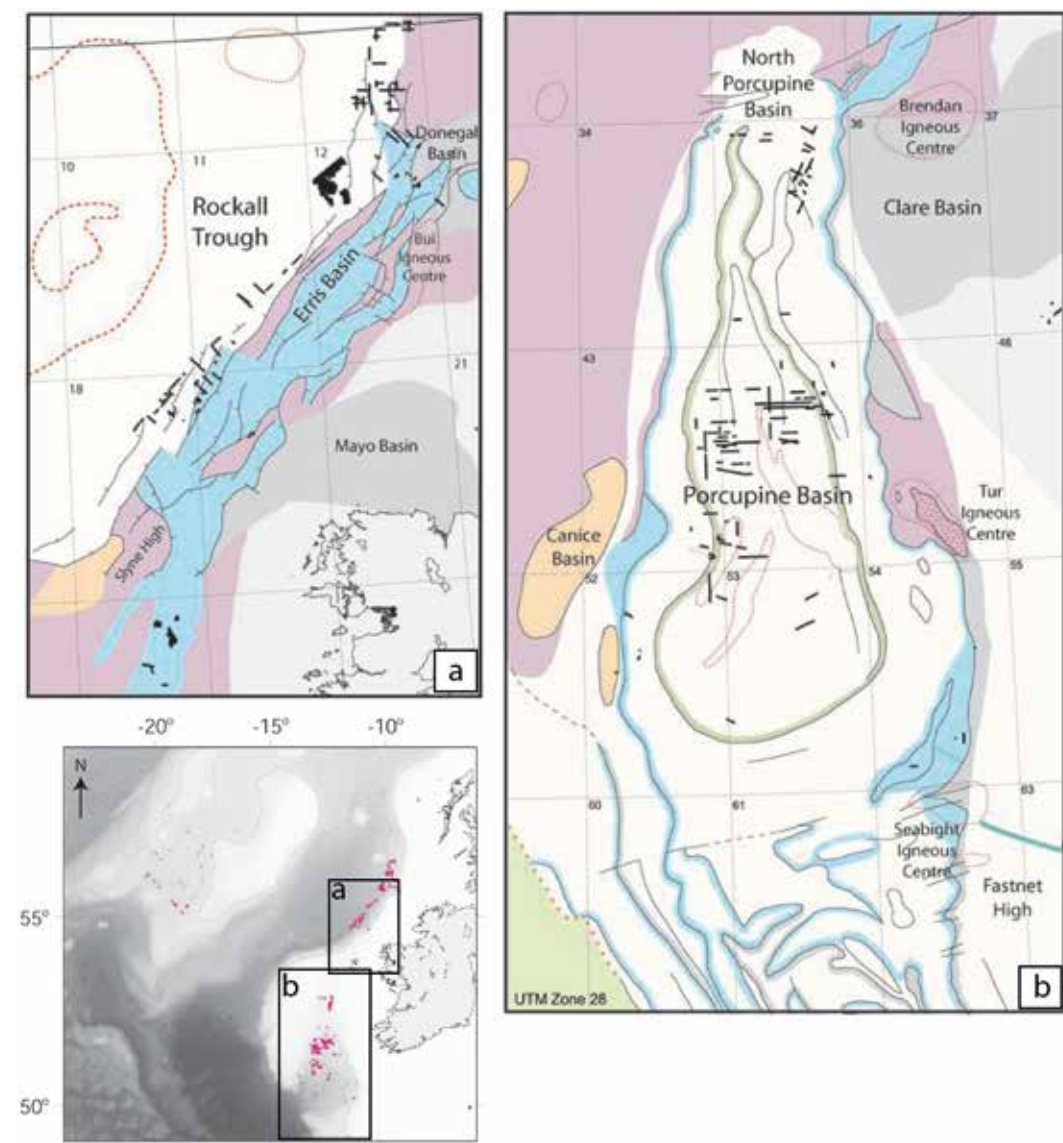 10
11
12
Donegal
Basin
Rockall
Trough
Bui
Igneous
Centre
Erris Basin
18
21
Mayo Basin
Slyne High
a
North
Porcupine
Basin
34
36
37
Brendan
Igneous
Centre
Clare Basin
43
Porcupine Basin
Tur
Igneous
Centre
Canice
Basin
52
53
54
55
60
61
63
Seabight
Igneous
Centre
Fastnet
High
UTM Zone 28
b
-20°
-15°
-10°
N
a
55°
b
50°